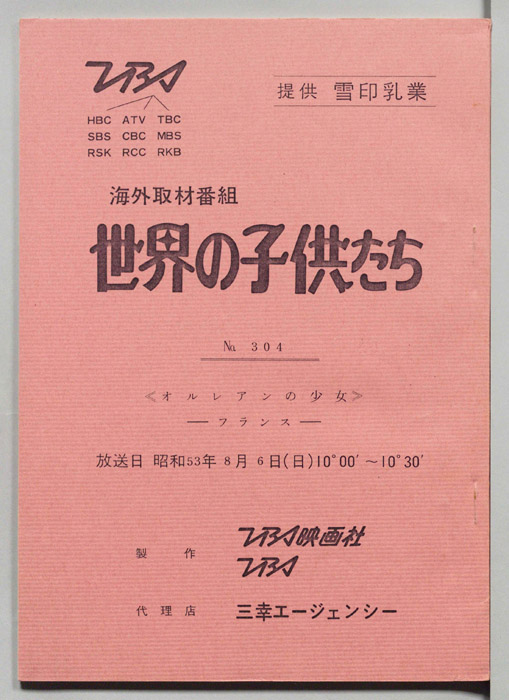 TBS
HBC ATV TBC
SBS CBC MBS
RSK RCC RKB
提供 雪印乳業
海外取材番組
世界の子供たち
№ 304
≪オルレアンの少女≫
―フランス―
放送日 昭和53年 8月 6日(日)10°00′～10°30′
製作 TBS映画社
TBS
代理店 三幸エージェンシー